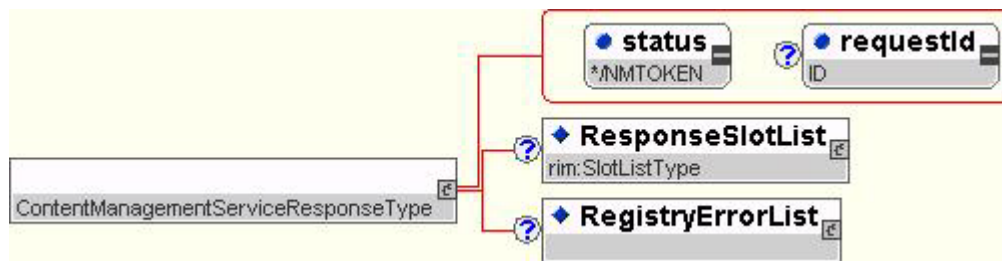 status
*/NMTOKEN
? requestId
ID
? ResponseSlotList
rim:SlotListType
ContentManagementServiceResponseType
? RegistryErrorList